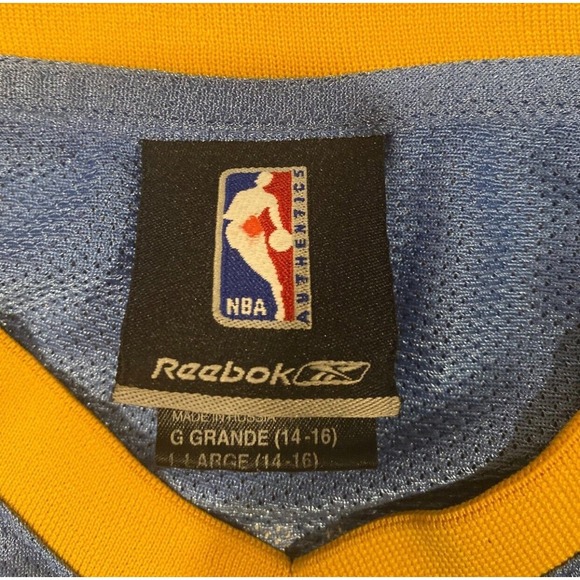 NBA
AUTHENTICS
Reebok
MADE IN RUSSIA
G GRANDE (14-16)
L LARGE (14-16)